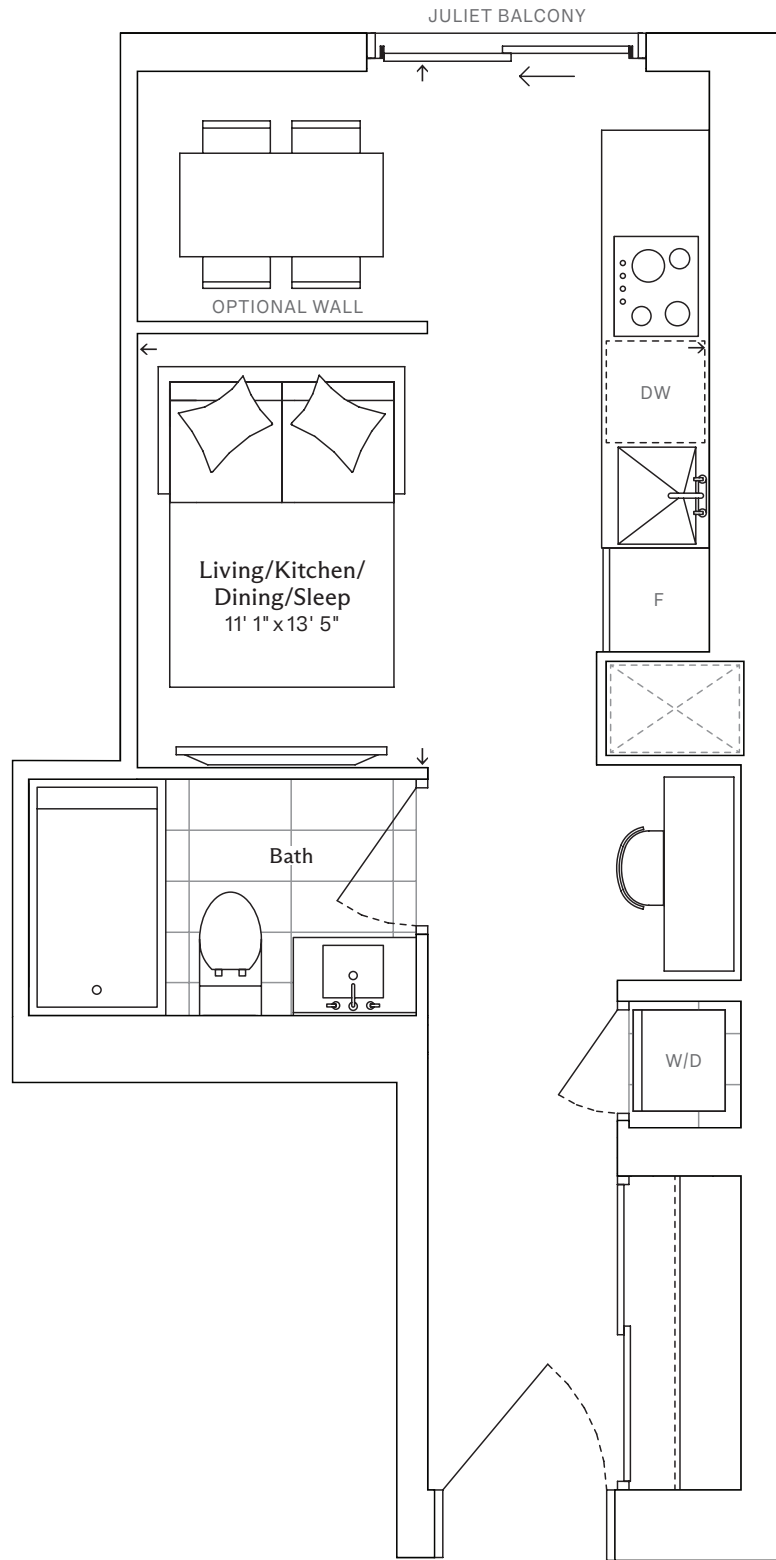 JULIET BALCONY
OPTIONAL WALL
DW
Living/Kitchen/
Dining/Sleep
11' 1" x 13' 5"
F
Bath
W/D